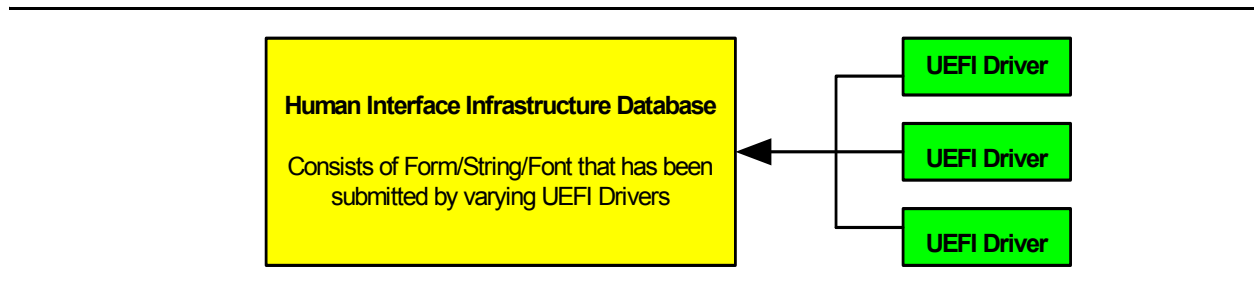 Human Interface Infrastructure Database
Consists of Form/String/Font that has been
submitted by varying UEFI Drivers
UEFI Driver
UEFI Driver
UEFI Driver